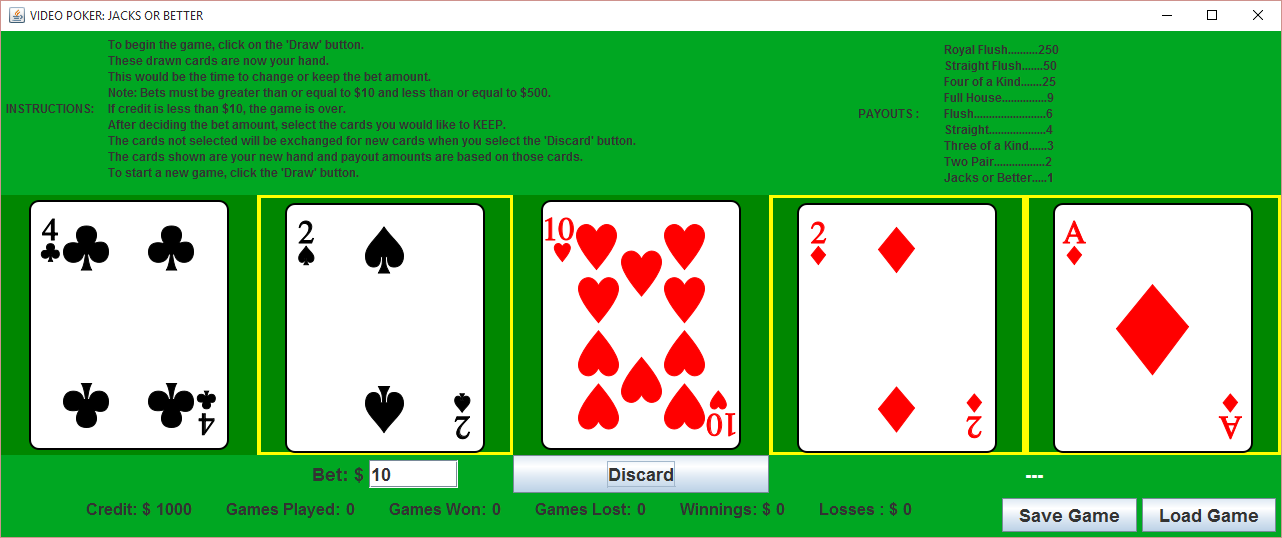 VIDEO POKER: JACKS OR BETTER
INSTRUCTIONS:
To begin the game, click on the 'Draw' button.
These drawn cards are now your hand.
This would be the time to change or keep the bet amount.
Note: Bets must be greater than or equal to $10 and less than or equal to $500.
If credit is less than $10, the game is over.
After deciding the bet amount, select the cards you would like to KEEP.
The cards not selected will be exchanged for new cards when you select the 'Discard' button.
The cards shown are your new hand and payout amounts are based on those cards.
To start a new game, click the 'Draw' button.
PAYOUTS :
Royal Flush..........250
Straight Flush.......50
Four of a Kind.......25
Full House...............9
Flush........................6
Straight...................4
Three of a Kind......3
Two Pair.................2
Jacks or Better.....1
4
4
2
2
10
10
2
2
A
A
Bet: $ 10
Discard
---
Credit: $ 1000 Games Played: 0 Games Won: 0 Games Lost: 0 Winnings: $ 0 Losses : $ 0
Save Game
Load Game